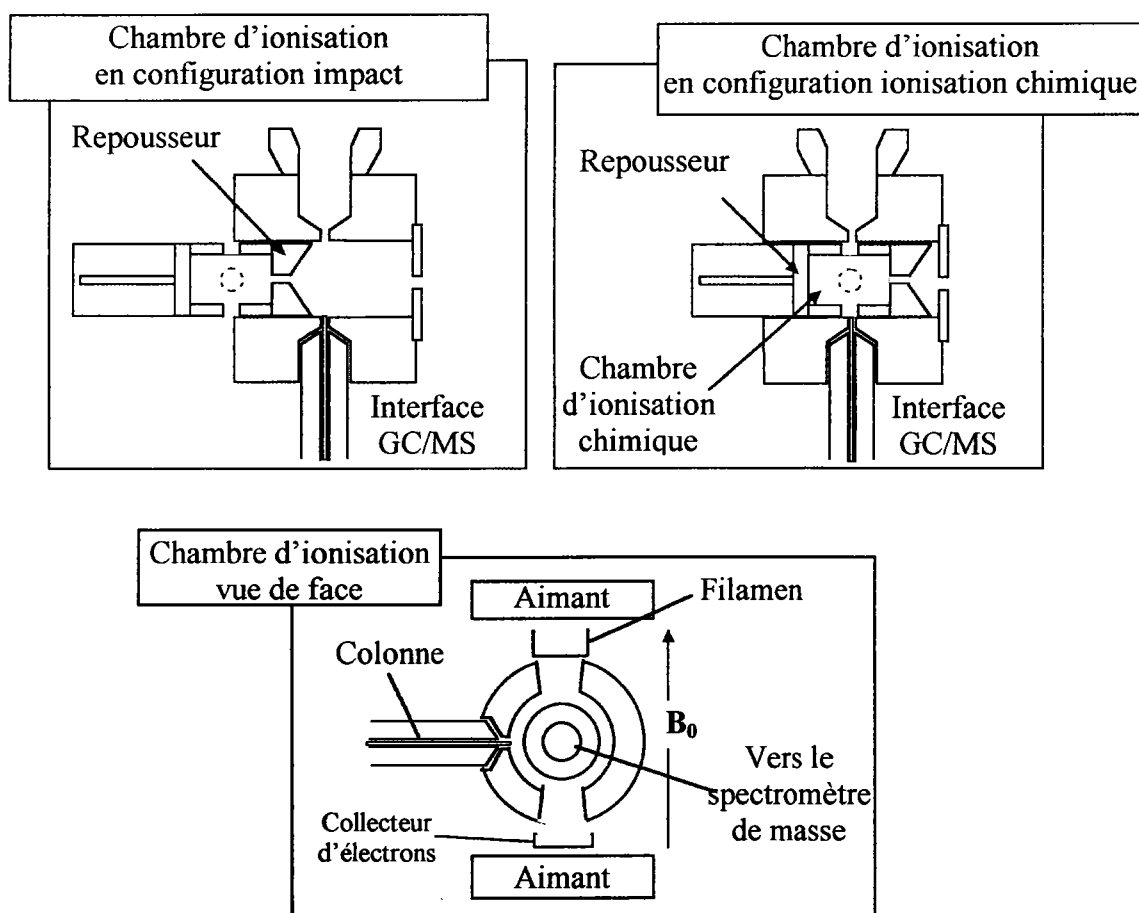 Chambre d'ionisation
en configuration impact
Repousseur
Interface
GC/MS
Chambre d'ionisation
en configuration ionisation chimique
Repousseur
Chambre
d'ionisation
chimique
Interface
GC/MS
Chambre d'ionisation
vue de face
Aimant
Filamen
Colonne
B₀
Vers le
spectromètre
de masse
Collecteur
d'électrons
Aimant